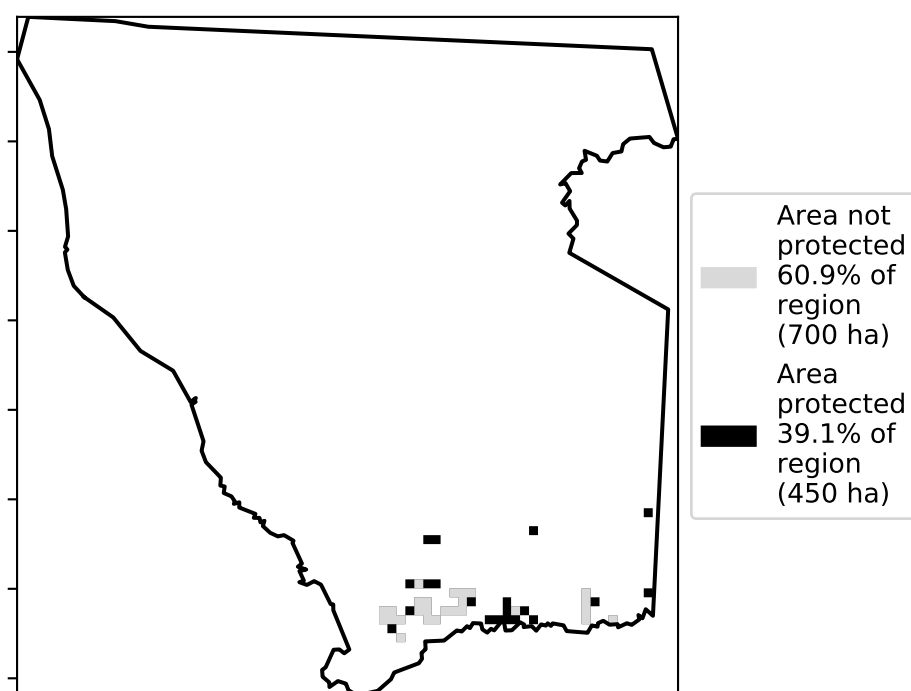 Area not
protected
60.9% of
region
(700 ha)
Area
protected
39.1% of
region
(450 ha)